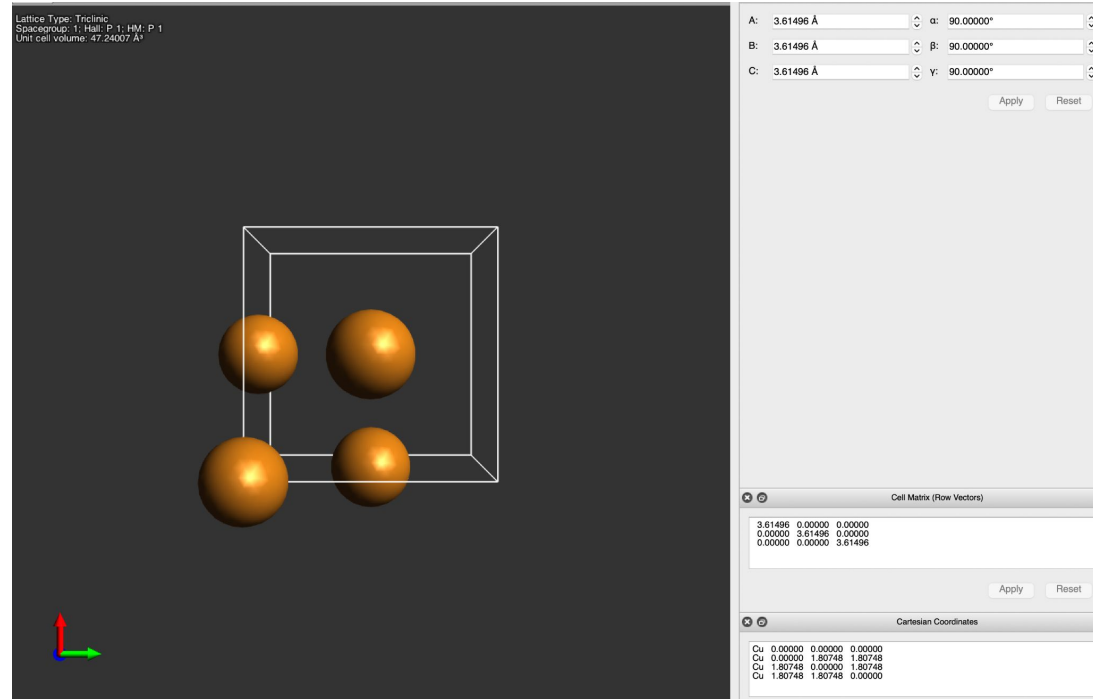 Lattice Type: Triclinic
Spacegroup: 1; Hall: P 1; HM: P 1
Unit cell volume: 47.24007 Å³
A: 3.61496 Å α: 90.00000°
B: 3.61496 Å β: 90.00000°
C: 3.61496 Å γ: 90.00000°
Apply Reset
Cell Matrix (Row Vectors)
3.61496 0.00000 0.00000
0.00000 3.61496 0.00000
0.00000 0.00000 3.61496
Apply Reset
Cartesian Coordinates
Cu 0.00000 0.00000 0.00000
Cu 0.00000 1.80748 1.80748
Cu 1.80748 0.00000 1.80748
Cu 1.80748 1.80748 0.00000